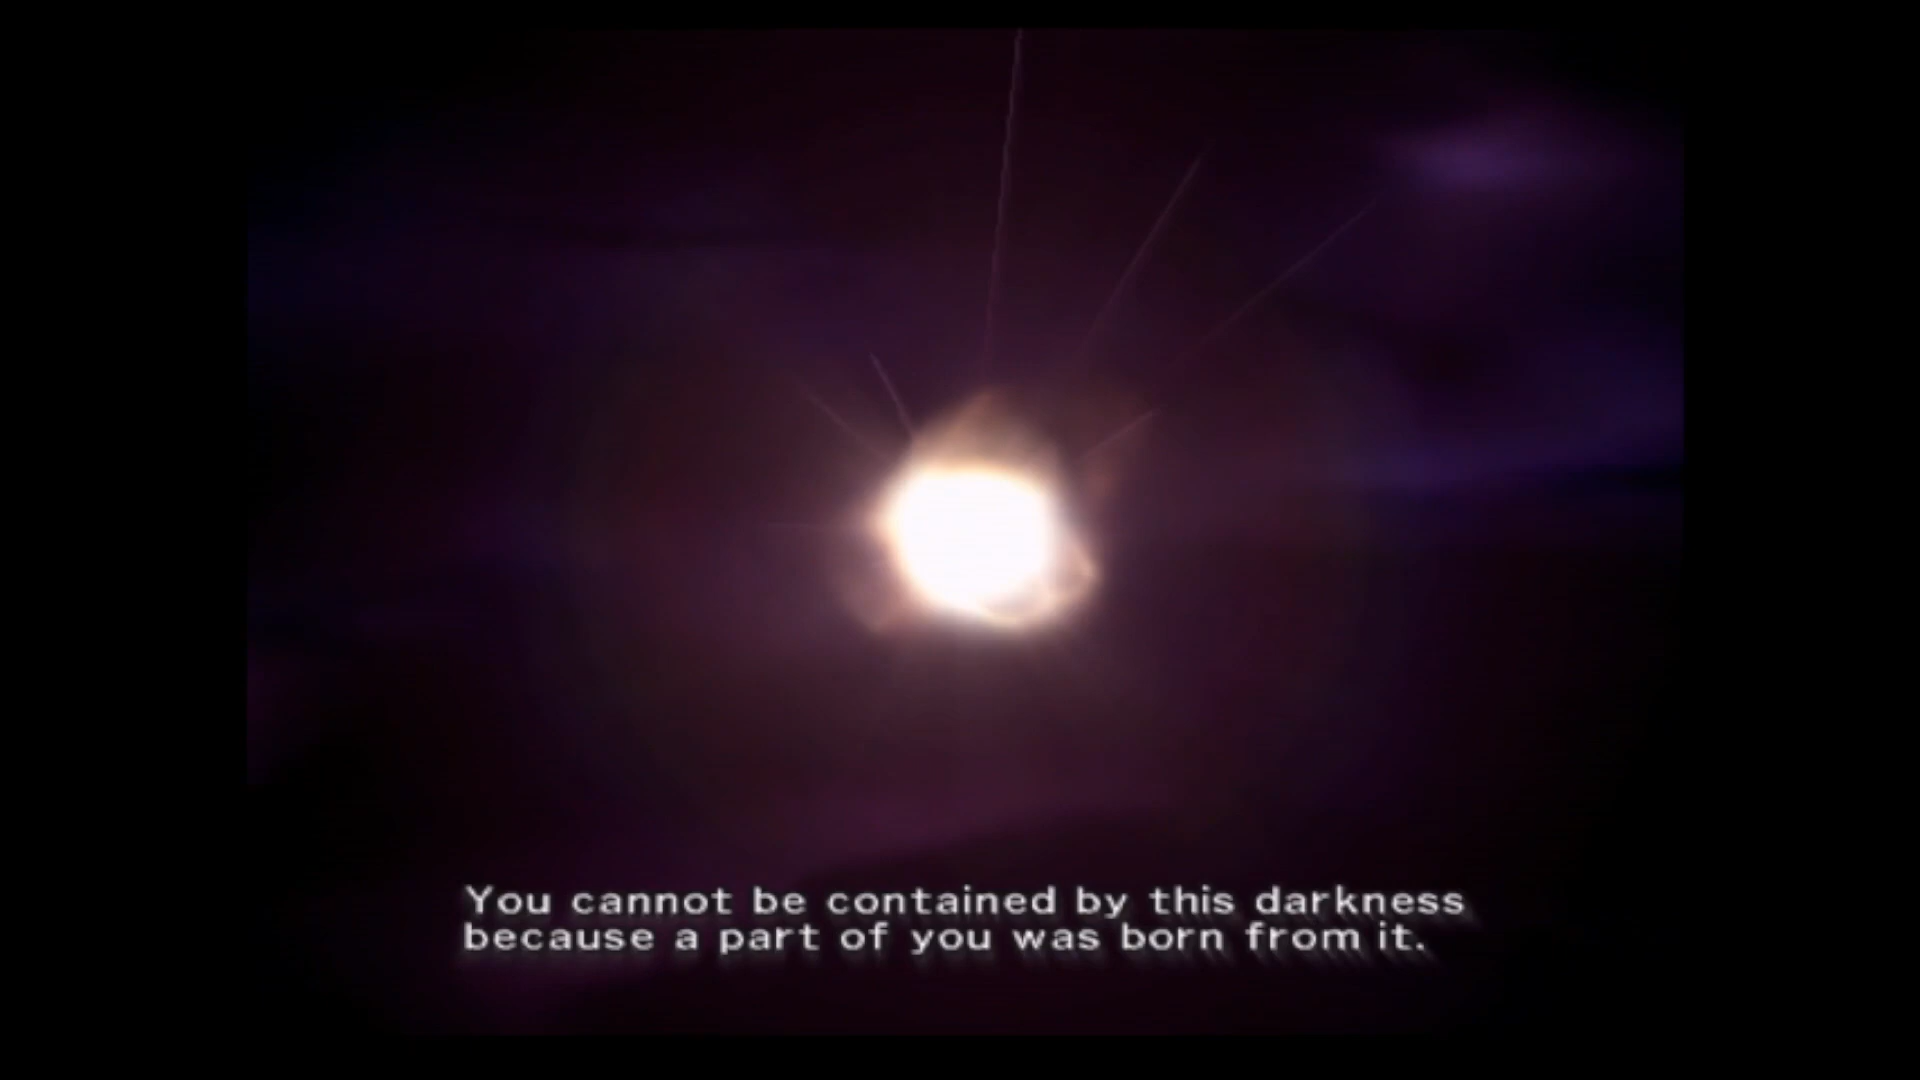 You cannot be contained by this darkness
because a part of you was born from it.